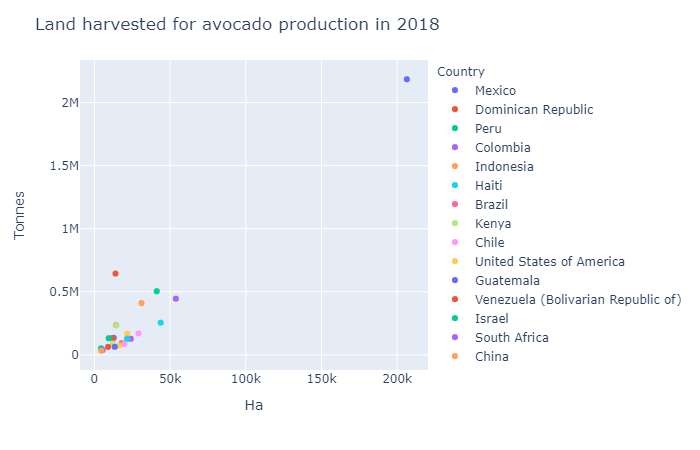 Land harvested for avocado production in 2018
Country
Mexico
Dominican Republic
Peru
Colombia
Indonesia
Haiti
Brazil
Kenya
Chile
United States of America
Guatemala
Venezuela (Bolivarian Republic of)
Israel
South Africa
China
Tonnes
2M
1.5M
1M
0.5M
0
0
50k
100k
150k
200k
Ha